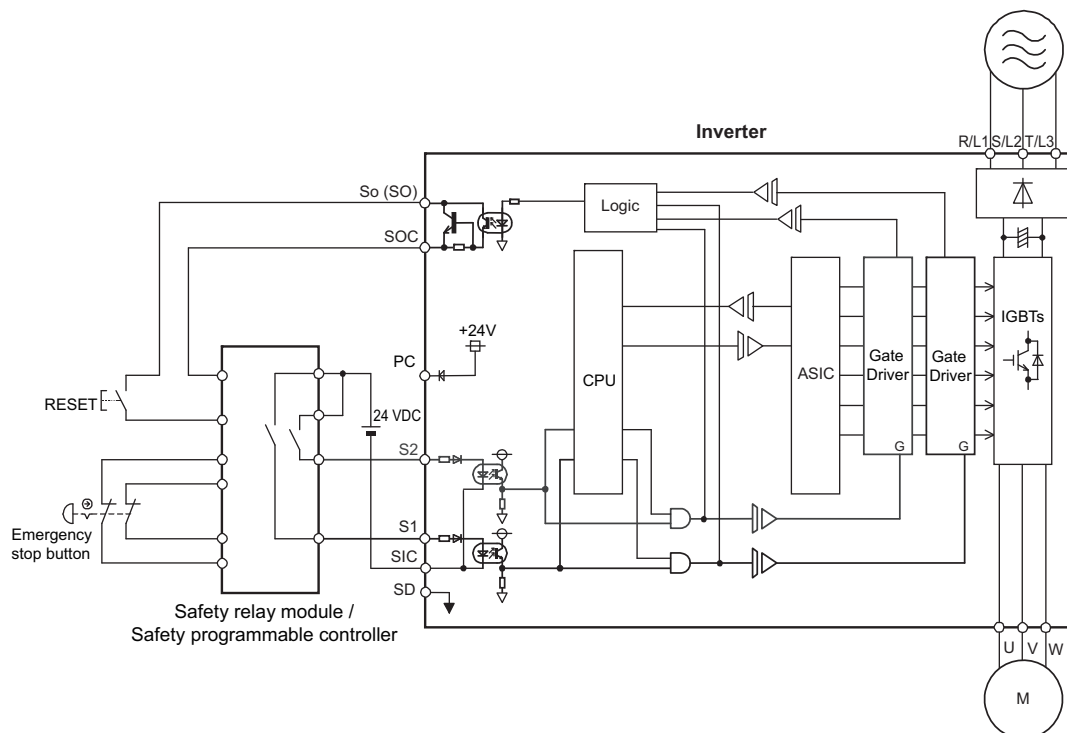 Inverter
R/L1 S/L2 T/L3
So (SO)
Logic
SOC
+24V
IGBTs
PC
CPU
ASIC
Gate
Driver
Gate
Driver
RESET
24 VDC
S2
G
G
Emergency
stop button
S1
SIC
SD
Safety relay module /
Safety programmable controller
U V W
M